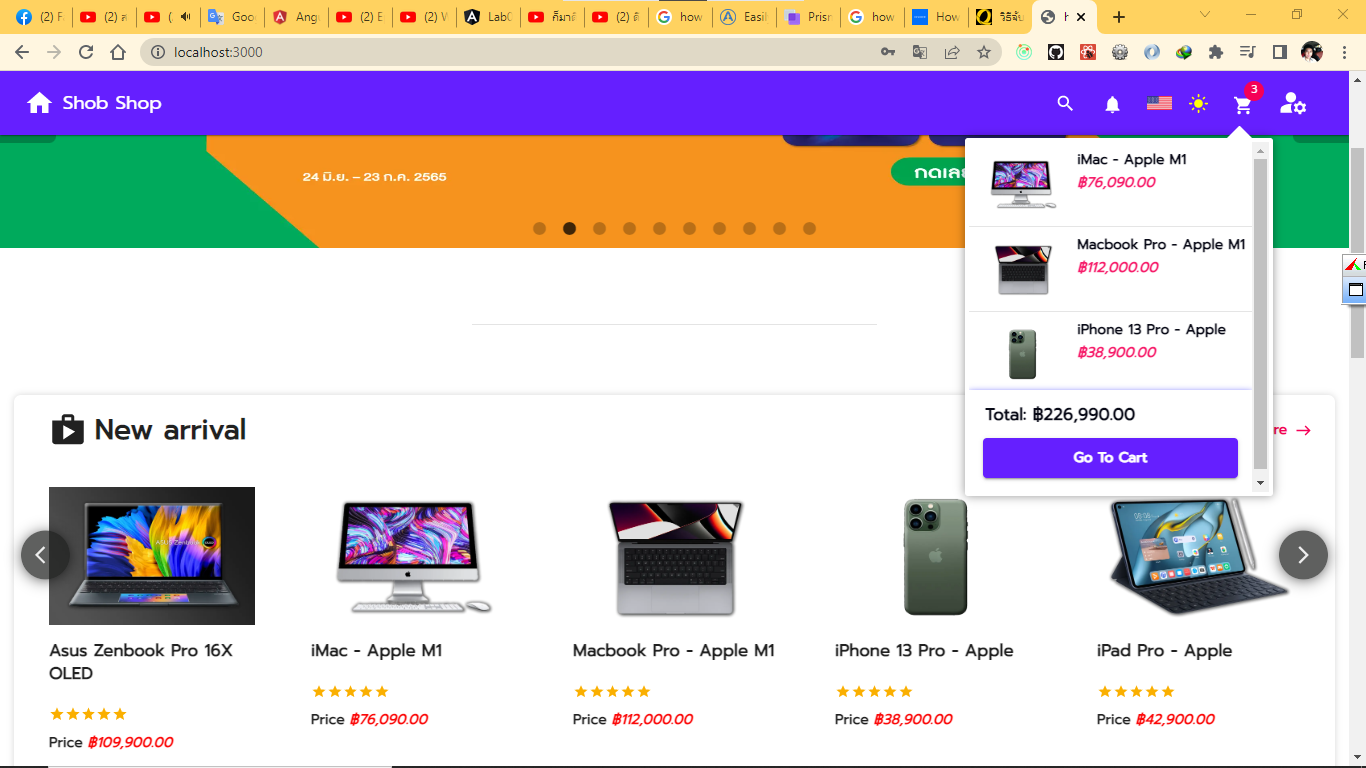 (2) F
(2) ส
(
Goo
Ang
(2) E
(2) V
Lab(
ก็มาดิ
(2) ดิ
how
Easil
Prisn
how
How
วิธีจั
localhost:3000
Shob Shop
3
24 มิ.ย. – 23 ก.ค. 2565
กดเลย
iMac - Apple M1
฿76,090.00
Macbook Pro - Apple M1
฿112,000.00
iPhone 13 Pro - Apple
฿38,900.00
Total: ฿226,990.00
Go To Cart
New arrival
re →
Asus Zenbook Pro 16X
OLED
Price ฿109,900.00
iMac - Apple M1
Price ฿76,090.00
Macbook Pro - Apple M1
Price ฿112,000.00
iPhone 13 Pro - Apple
Price ฿38,900.00
iPad Pro - Apple
Price ฿42,900.00